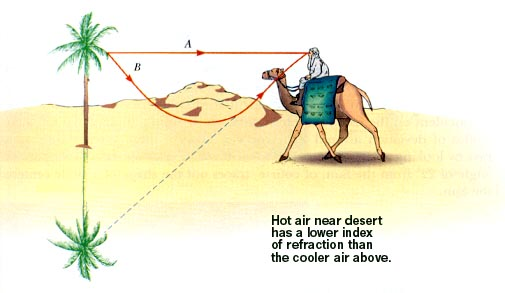 A
B
Hot air near desert
has a lower index
of refraction than
the cooler air above.